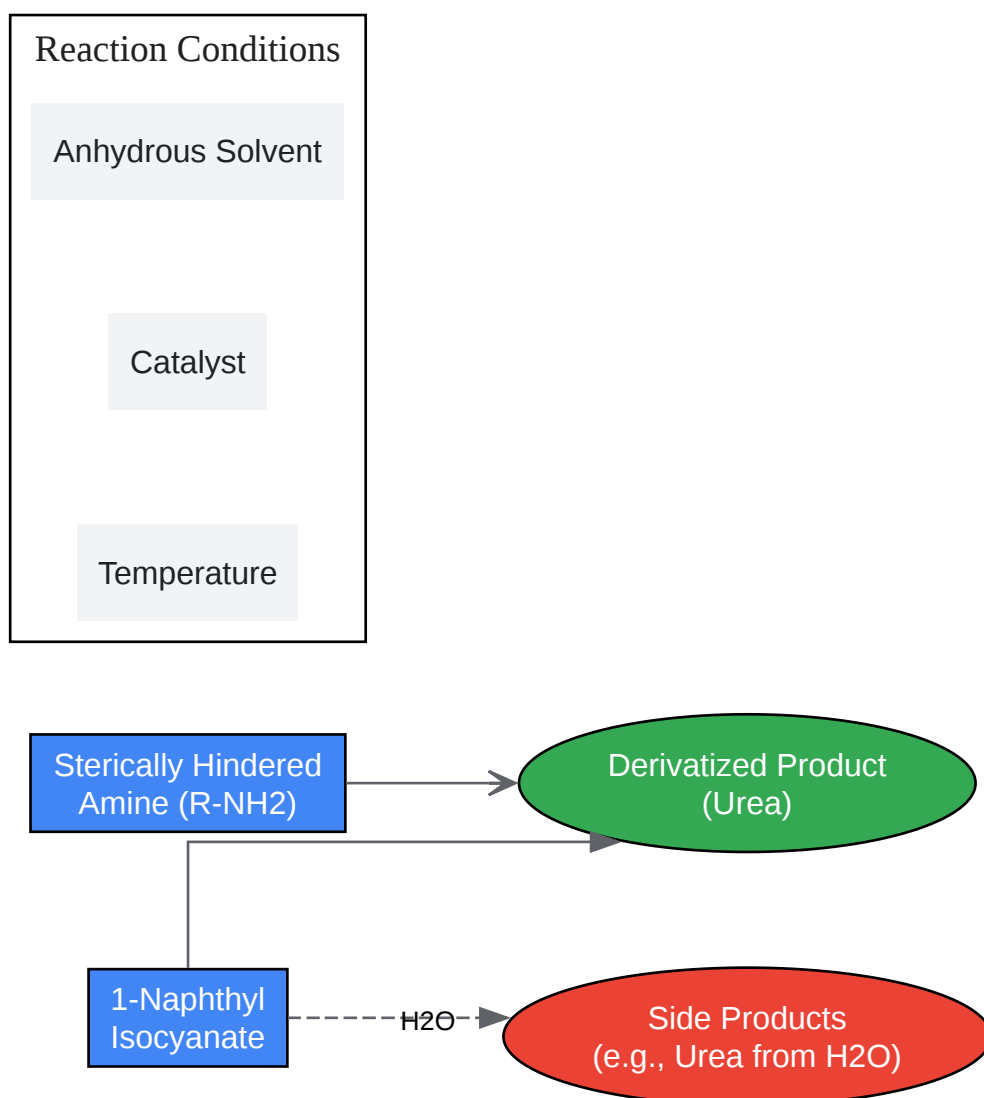 Reaction Conditions
Anhydrous Solvent
Catalyst
Temperature
Sterically Hindered
Amine (R-NH2)
Derivatized Product
(Urea)
1-Naphthyl
Isocyanate
H2O
Side Products
(e.g., Urea from H2O)